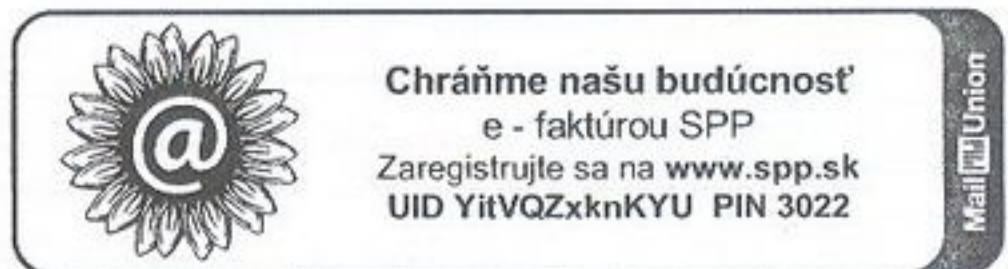 @
Chráňme našu budúcnosť
e - faktúrou SPP
Zaregistrujte sa na www.spp.sk
UID YitVQZxknKYU PIN 3022
Mail Union